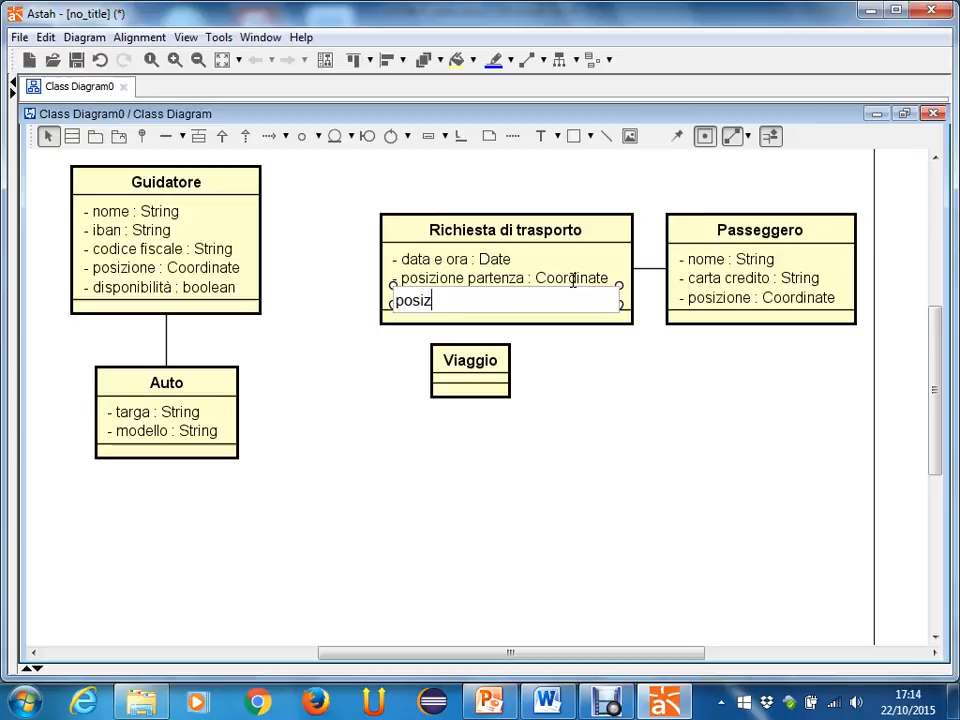 Astah - [no_title] (*)
File Edit Diagram Alignment View Tools Window Help
Class Diagram0
Class Diagram0 / Class Diagram
Guidatore
- nome : String
- iban : String
- codice fiscale : String
- posizione : Coordinate
- disponibilità : boolean
Richiesta di trasporto
- data e ora : Date
- posizione partenza : Coordinate
posiz
Passeggero
- nome : String
- carta credito : String
- posizione : Coordinate
Viaggio
Auto
- targa : String
- modello : String
17:14
22/10/2015